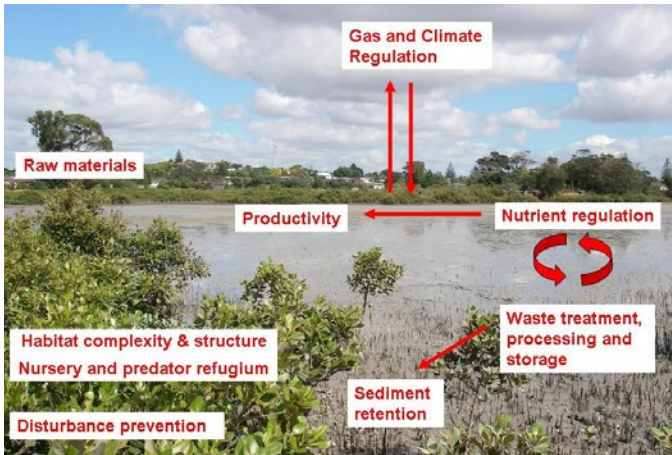 Gas and Climate
Regulation
Raw materials
Productivity
Nutrient regulation
Waste treatment,
processing and
storage
Habitat complexity & structure
Nursery and predator refugium
Sediment
retention
Disturbance prevention